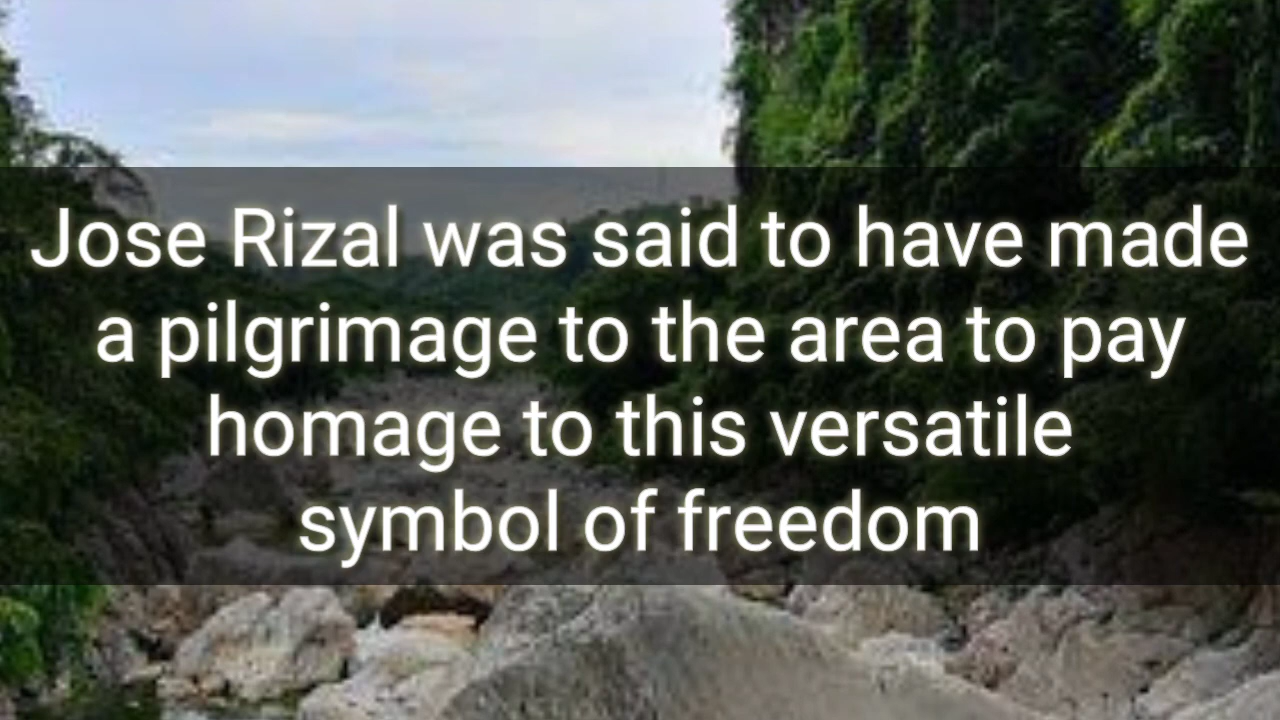 Jose Rizal was said to have made
a pilgrimage to the area to pay
homage to this versatile
symbol of freedom